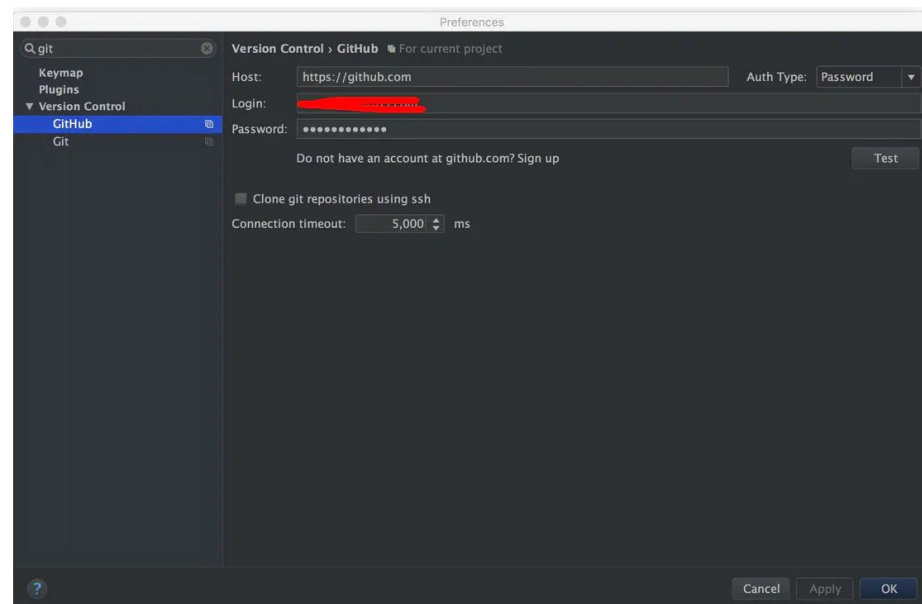 Preferences
git
Keymap
Plugins
Version Control
GitHub
Git
Version Control › GitHub For current project
Host: https://github.com Auth Type: Password
Login:
Password: ••••••••••••
Do not have an account at github.com? Sign up Test
Clone git repositories using ssh
Connection timeout: 5,000 ms
? Cancel Apply OK